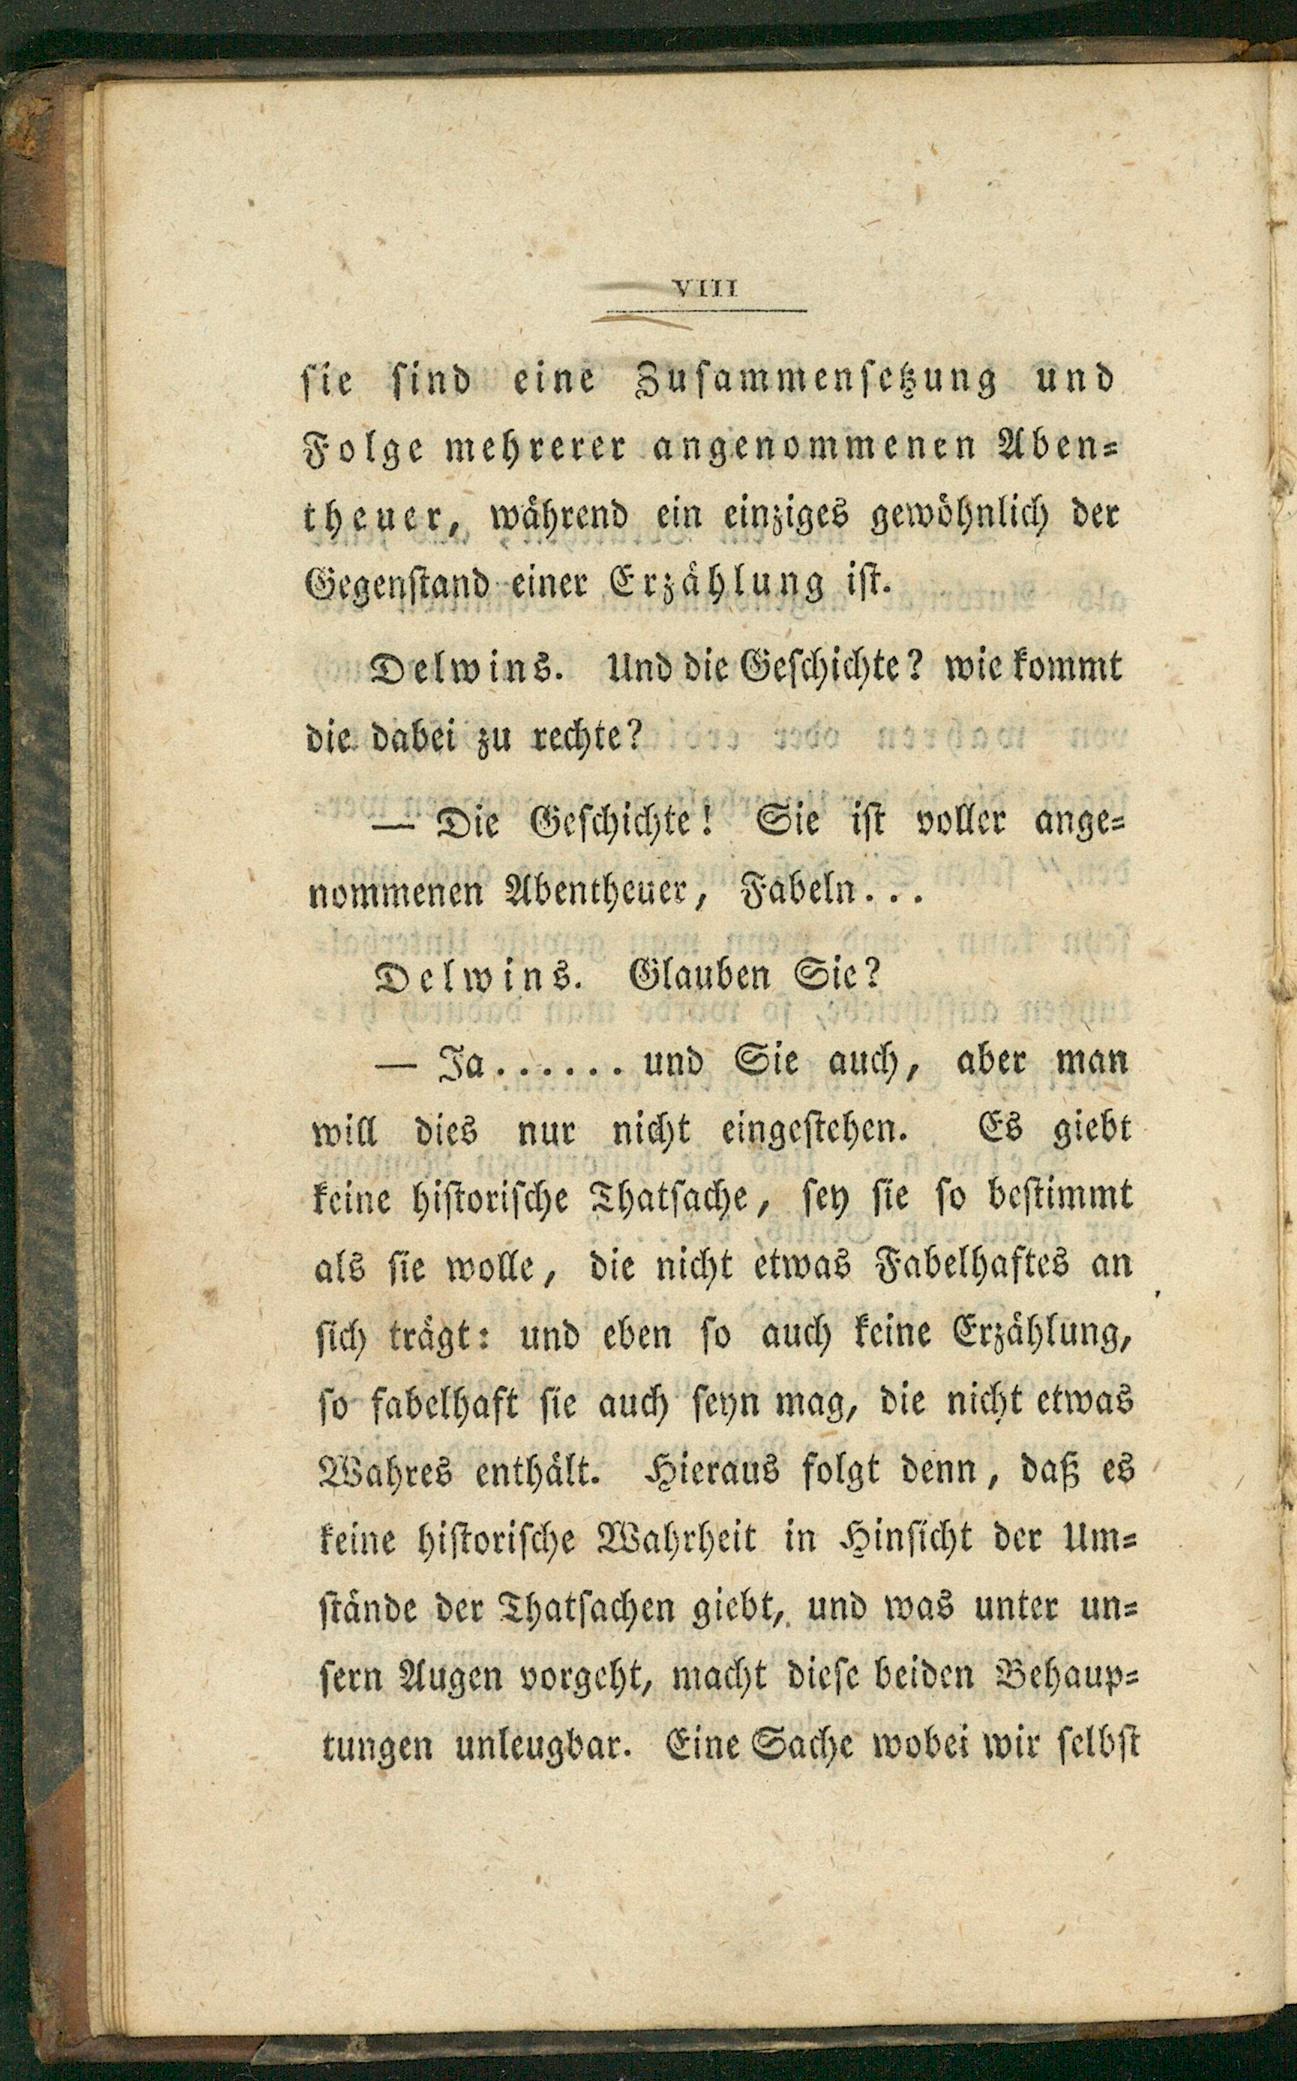 VIII
sie sind eine Zusammensetzung und
Folge mehrerer angenommenen Aben-
theuer, während ein einziges gewöhnlich der
Gegenstand einer Erzählung ist.
Delwins. Und die Geschichte? wie kommt
die dabei zu rechte?
— Die Geschichte! Sie ist voller ange-
nommenen Abentheuer, Fabeln...
Delwins. Glauben Sie?
— Ja...... und Sie auch, aber man
will dies nur nicht eingestehen. Es giebt
keine historische Thatsache, sey sie so bestimmt
als sie wolle, die nicht etwas Fabelhaftes an
sich trägt: und eben so auch keine Erzählung,
so fabelhaft sie auch seyn mag, die nicht etwas
Wahres enthält. Hieraus folgt denn, daß es
keine historische Wahrheit in Hinsicht der Um-
stände der Thatsachen giebt, und was unter un-
sern Augen vorgeht, macht diese beiden Behaup-
tungen unleugbar. Eine Sache wobei wir selbst